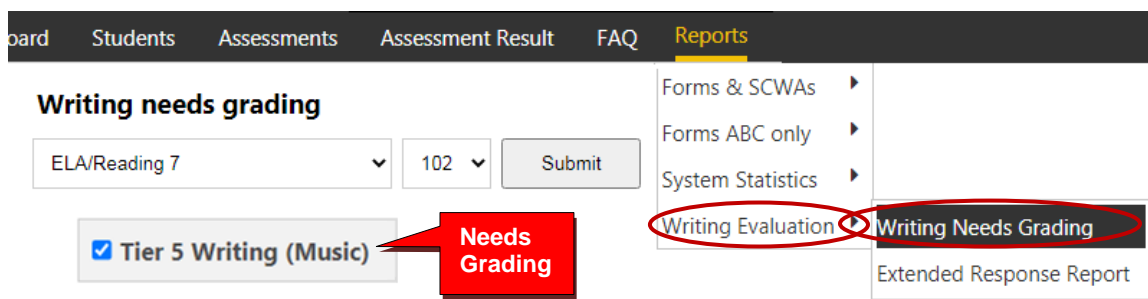 oard Students Assessments Assessment Result FAQ Reports
Writing needs grading
ELA/Reading 7 102 Submit
Tier 5 Writing (Music)
Needs
Grading
Forms & SCWAs
Forms ABC only
System Statistics
Writing Evaluation
Writing Needs Grading
Extended Response Report